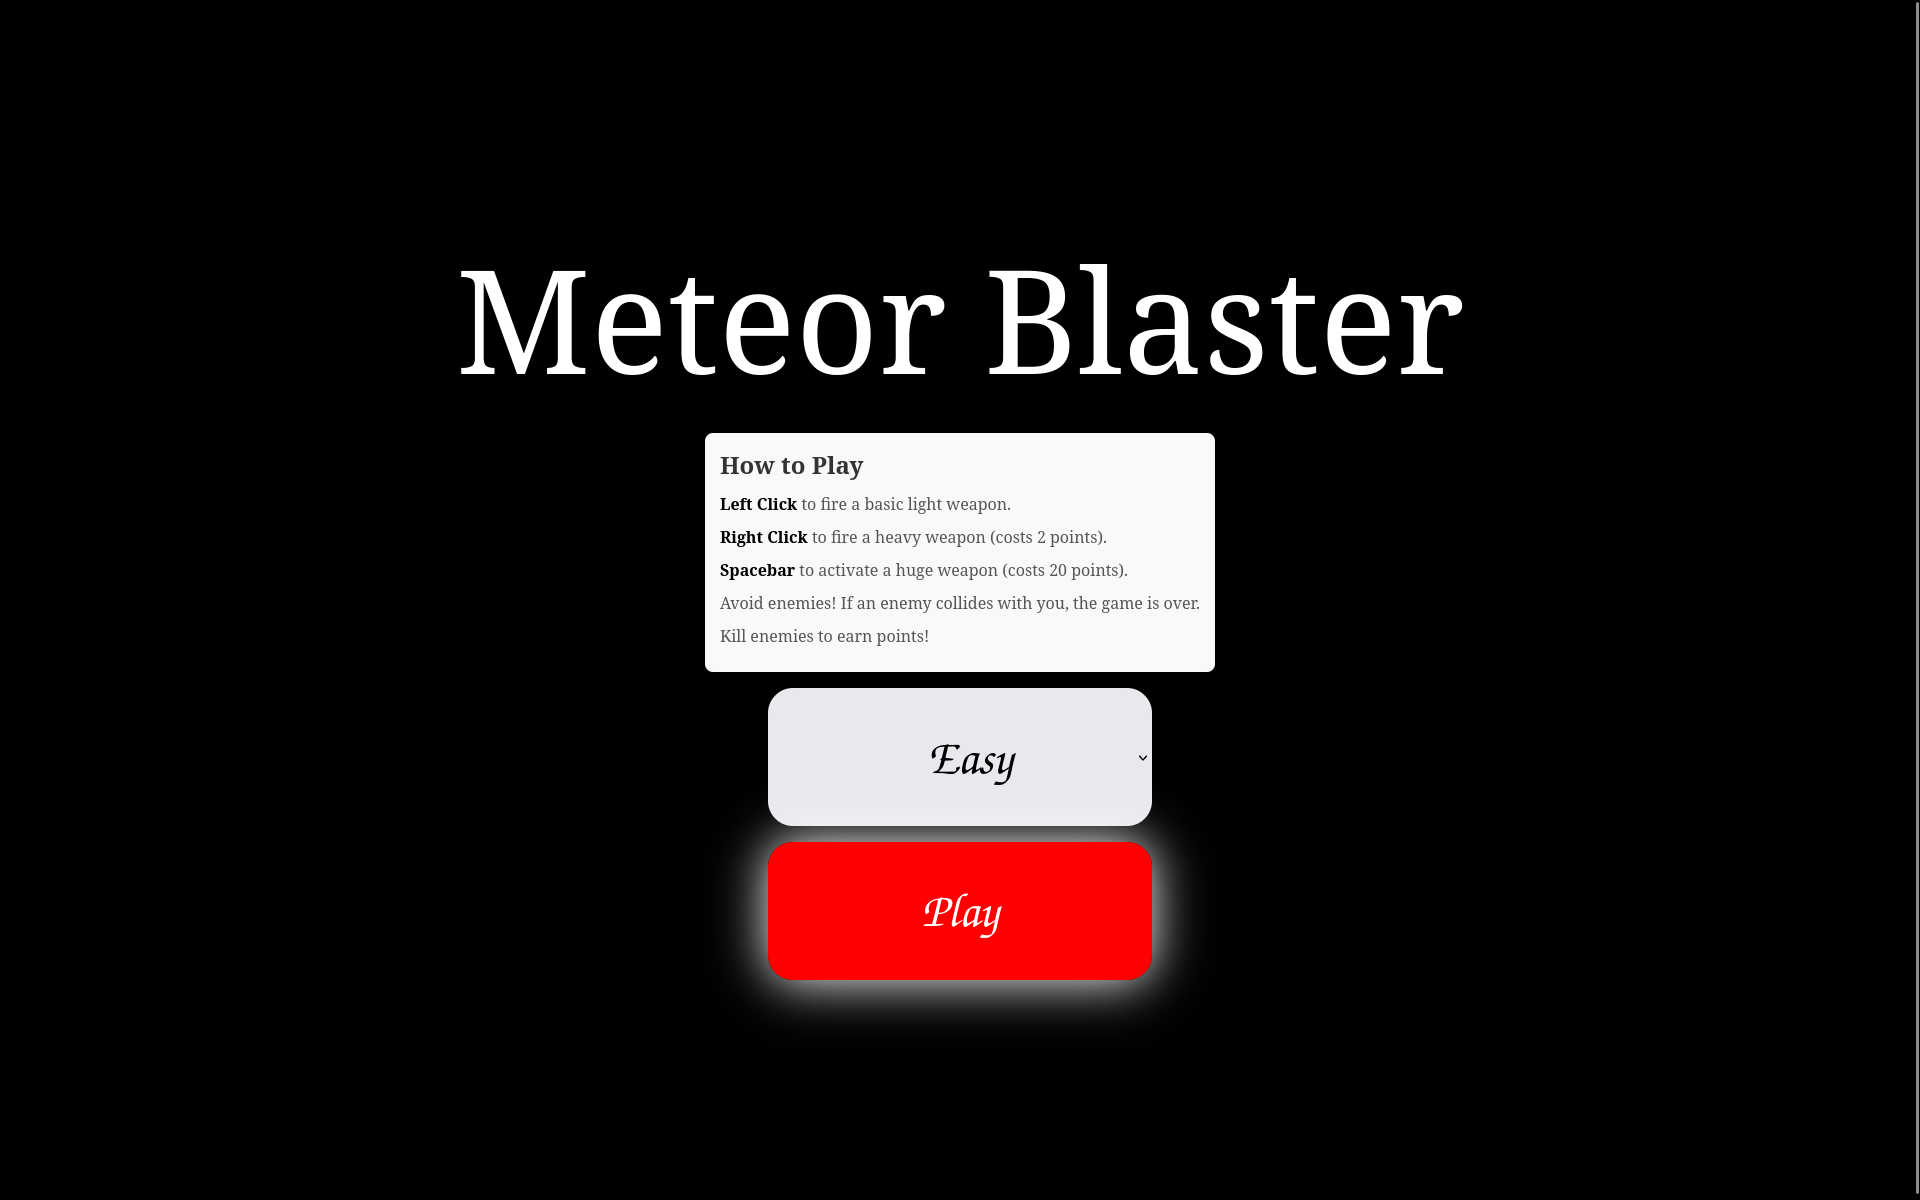 Meteor Blaster
How to Play
Left Click to fire a basic light weapon.
Right Click to fire a heavy weapon (costs 2 points).
Spacebar to activate a huge weapon (costs 20 points).
Avoid enemies! If an enemy collides with you, the game is over.
Kill enemies to earn points!
Easy
Play